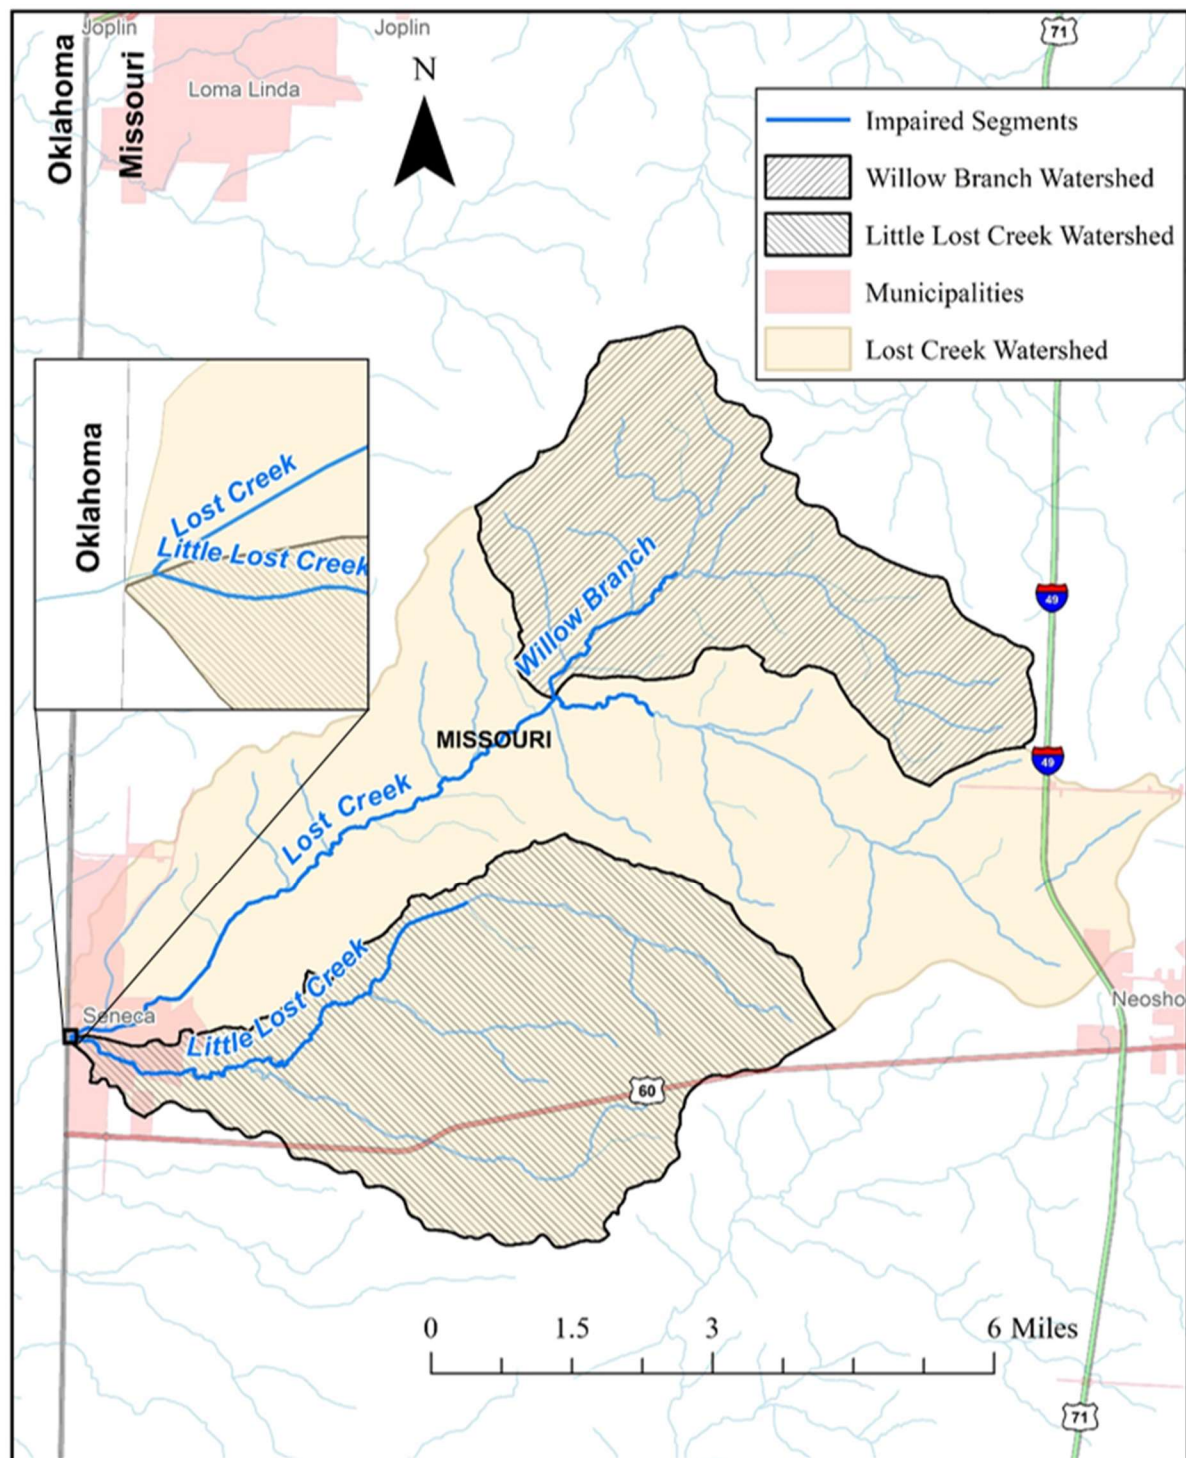 Joplin
Joplin
71
Oklahoma
Missouri
Loma Linda
N
Impaired Segments
Willow Branch Watershed
Little Lost Creek Watershed
Municipalities
Lost Creek Watershed
Oklahoma
Lost Creek
Little Lost Creek
Willow Branch
49
MISSOURI
49
Lost Creek
Little Lost Creek
Seneca
Neosho
60
0 1.5 3 6 Miles
71